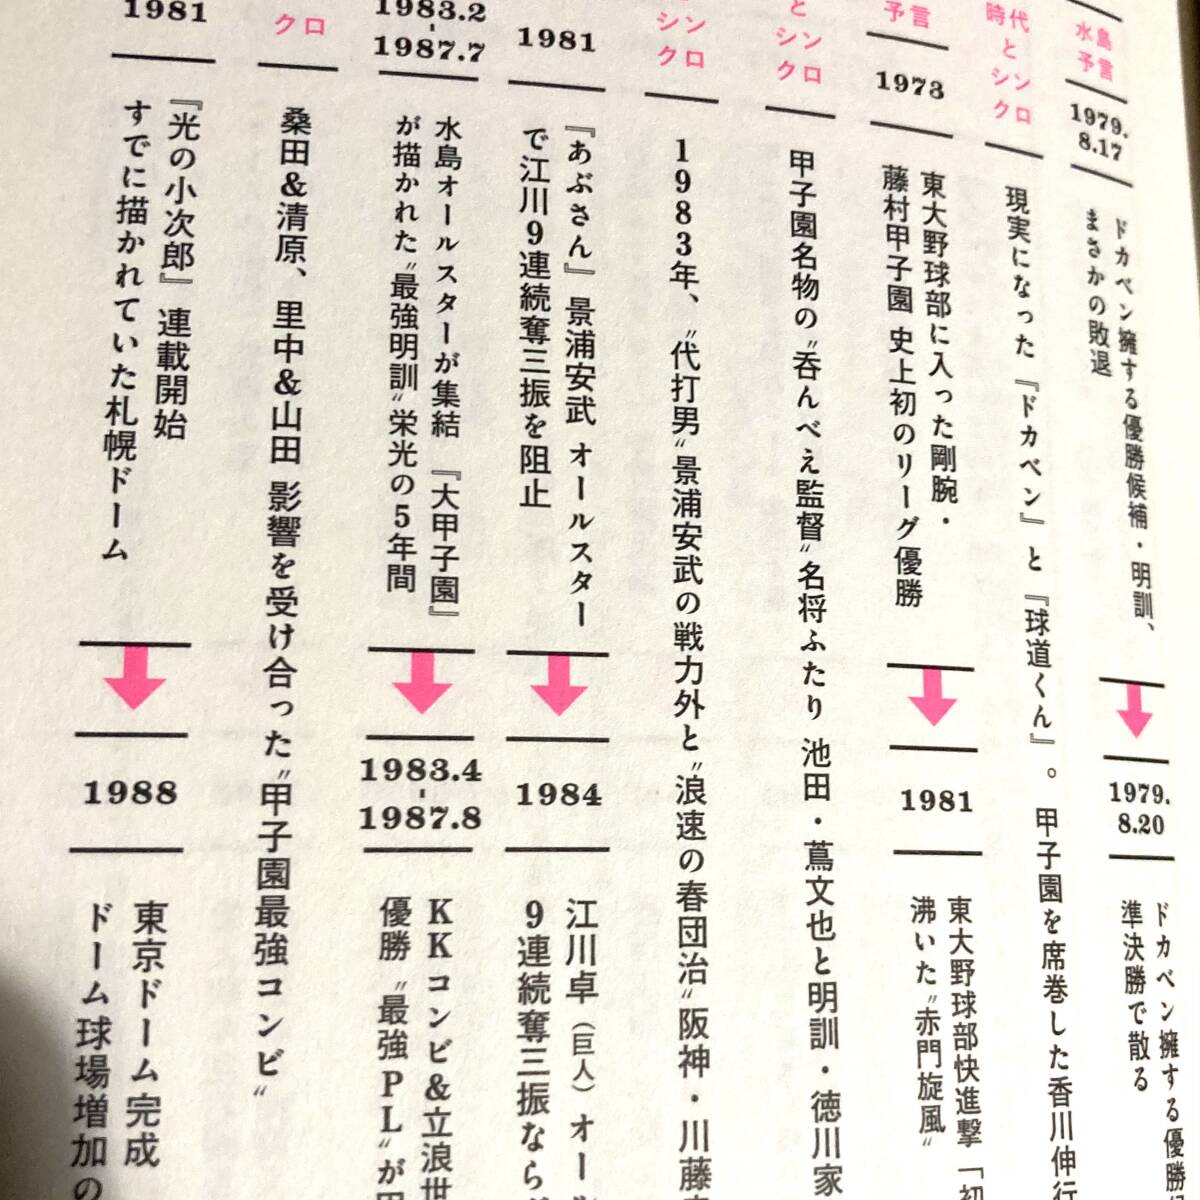 水島
予言
1979.
8.17
ドカベン擁する優勝候補・明訓、
まさかの敗退
1979.
8.20
ドカベン擁する優勝
準決勝で散る
時代
と
シン
クロ
現実になった『ドカベン』と『球道くん』。甲子園を席巻した香川伸行
予言
1973
東大野球部に入った剛腕・
藤村甲子園 史上初のリーグ優勝
1981
東大野球部快進撃「初
沸いた〝赤門旋風〟
と
シン
クロ
甲子園名物の〝呑んべえ監督〟名将ふたり 池田・蔦文也と明訓・徳川家
シン
クロ
1983年、〝代打男〟景浦安武の戦力外と〝浪速の春団治〟阪神・川藤
1981
『あぶさん』景浦安武 オールスター
で江川9連続奪三振を阻止
1984
江川卓（巨人）オー
9連続奪三振なら
1983.2
-
1987.7
水島オールスターが集結 『大甲子園』
が描かれた〝最強明訓〟栄光の5年間
1983.4
-
1987.8
KKコンビ&立浪世
優勝 〝最強PL〟が
クロ
桑田&清原、里中&山田 影響を受け合った〝甲子園最強コンビ〟
1981
『光の小次郎』連載開始
すでに描かれていた札幌ドーム
1988
東京ドーム完成
ドーム球場増加の